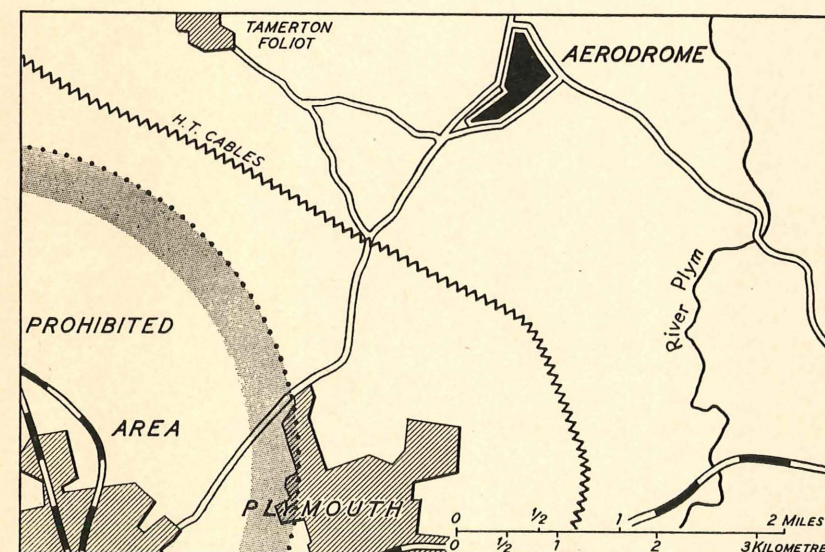 TAMERTON
FOLIOT
AERODROME
H.T. CABLES
River Plym
PROHIBITED
AREA
PLYMOUTH
0 ½ 1 2 MILES
0 ½ 1 2 3 KILOMETRE